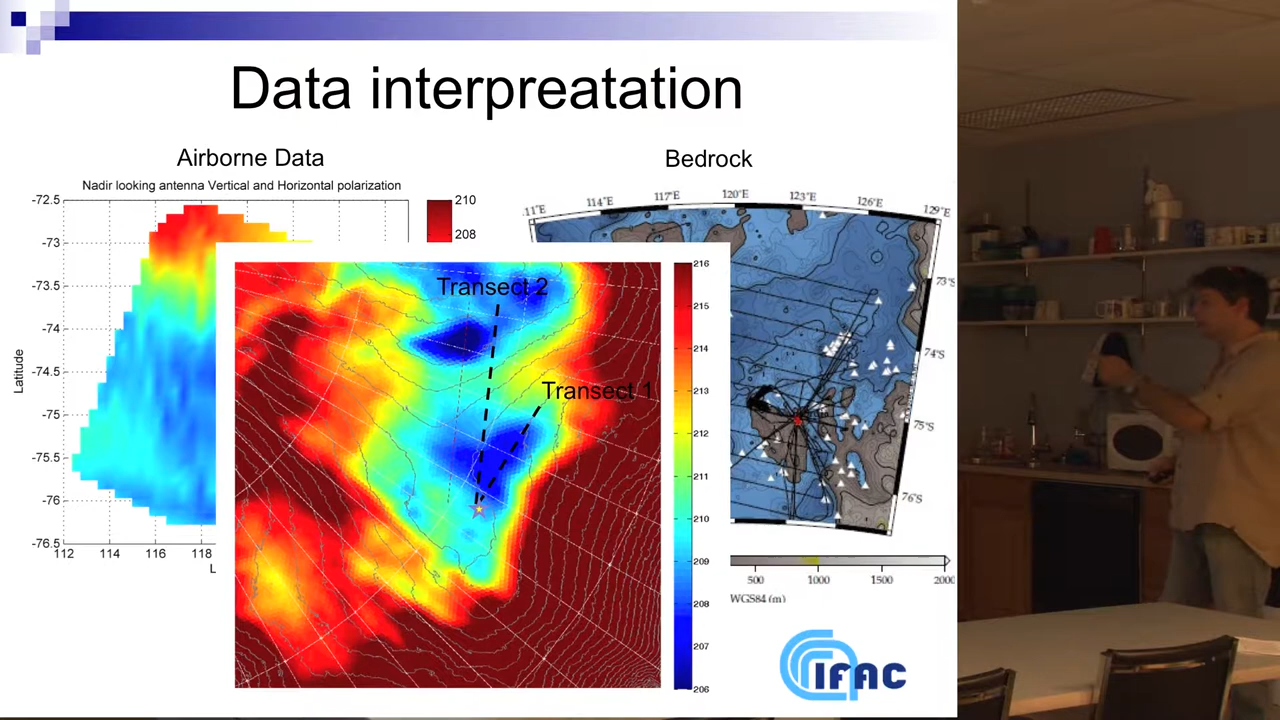 Data interpreatation
Airborne Data
Bedrock
Nadir looking antenna Vertical and Horizontal polarization
-72.5
-73
-73.5
-74
-74.5
-75
-75.5
-76
-76.5
Latitude
112
114
116
118
L
210
208
Transect 2
Transect 1
216
215
214
213
212
211
210
209
208
207
206
11°E
114°E
117°E
120°E
123°E
126°E
129°E
73°S
74°S
75°S
76°S
500
1000
1500
2000
WGS84 (m)
IFAC